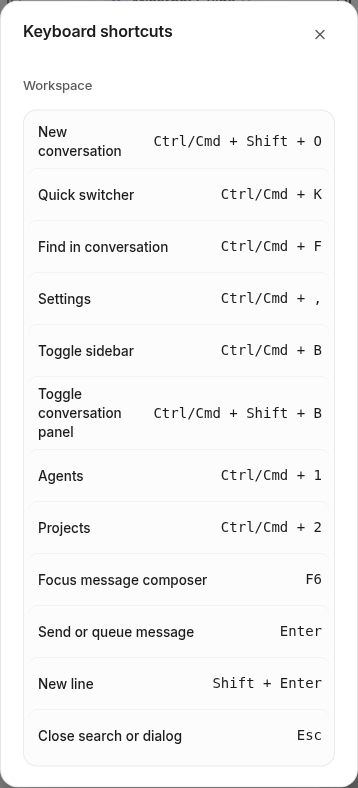 Keyboard shortcuts
×
Workspace
New conversation Ctrl/Cmd + Shift + O
Quick switcher Ctrl/Cmd + K
Find in conversation Ctrl/Cmd + F
Settings Ctrl/Cmd + ,
Toggle sidebar Ctrl/Cmd + B
Toggle conversation panel Ctrl/Cmd + Shift + B
Agents Ctrl/Cmd + 1
Projects Ctrl/Cmd + 2
Focus message composer F6
Send or queue message Enter
New line Shift + Enter
Close search or dialog Esc